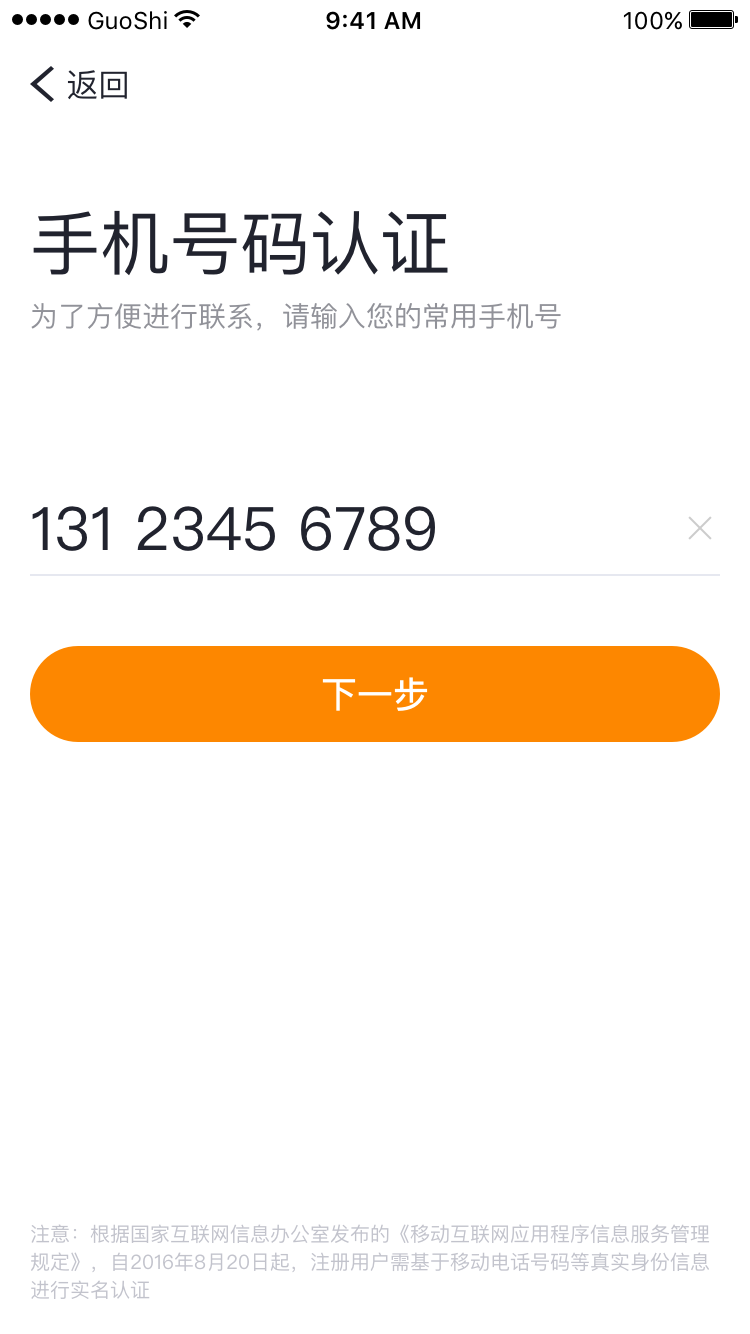 GuoShi 9:41 AM 100%
返回
手机号码认证
为了方便进行联系，请输入您的常用手机号
131 2345 6789
下一步
注意：根据国家互联网信息办公室发布的《移动互联网应用程序信息服务管理
规定》，自2016年8月20日起，注册用户需基于移动电话号码等真实身份信息
进行实名认证